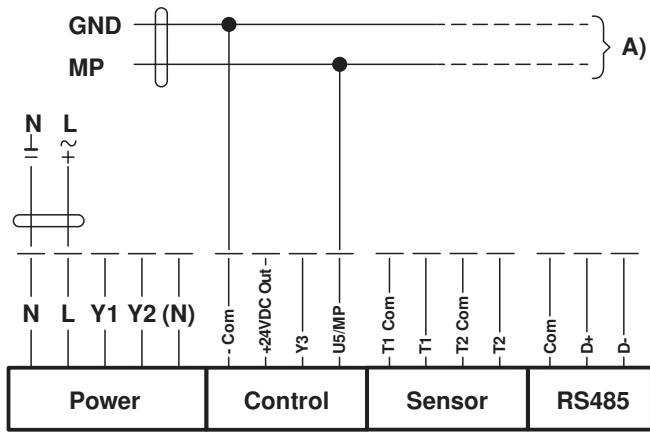 GND
A)
MP
N L
⊥ ~
= +
N L Y1 Y2 (N)
- Com
+24VDC Out
Y3
U5/MP
T1 Com
T1
T2 Com
T2
Com
D+
D-
Power Control Sensor RS485